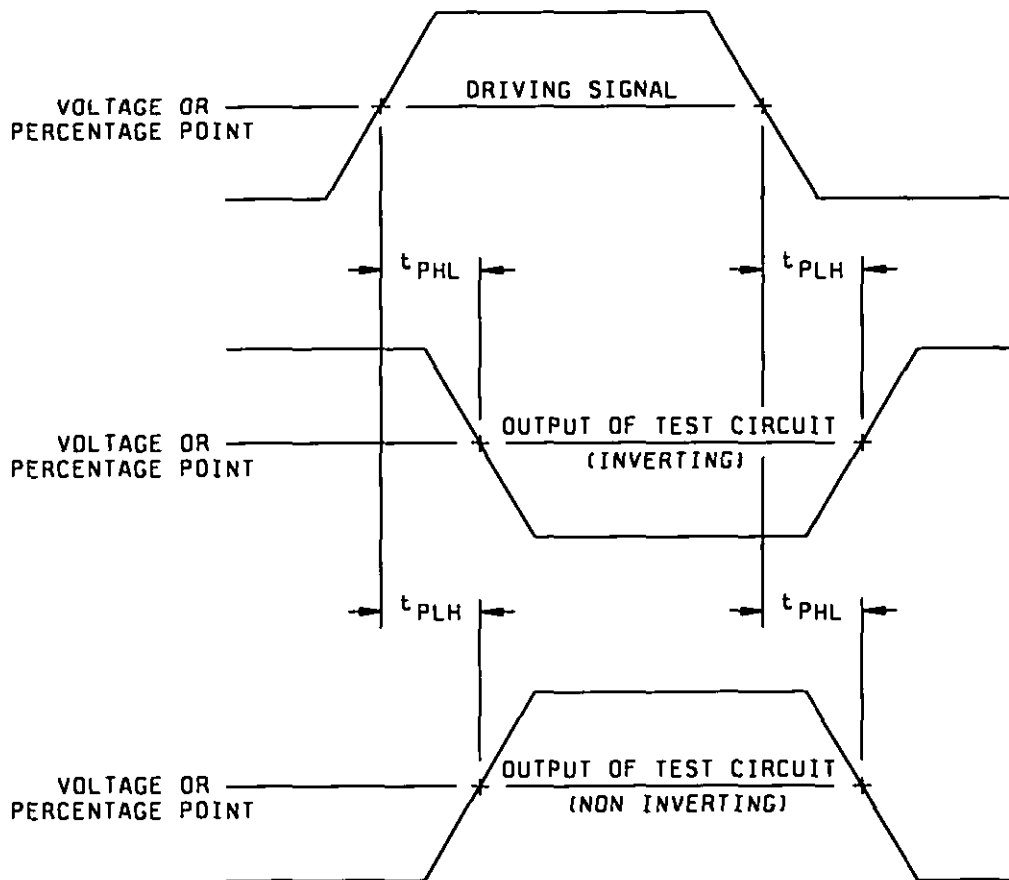 DRIVING SIGNAL
VOLTAGE OR
PERCENTAGE POINT
tPHL
tPLH
OUTPUT OF TEST CIRCUIT
VOLTAGE OR
(INVERTING)
PERCENTAGE POINT
tPLH
tPHL
OUTPUT OF TEST CIRCUIT
VOLTAGE OR
(NON INVERTING)
PERCENTAGE POINT